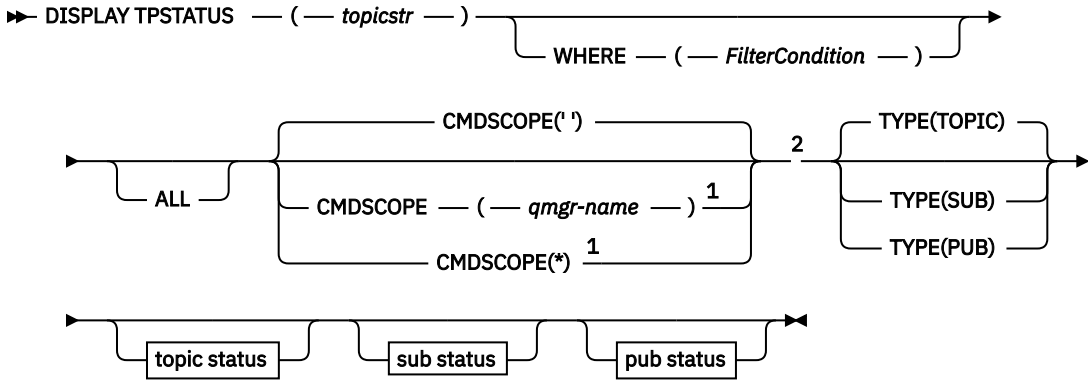 DISPLAY TPSTATUS ( topicstr )
WHERE ( FilterCondition )
CMDSCOPE(' ')
2
TYPE(TOPIC)
ALL
CMDSCOPE ( qmgr-name ) 1
TYPE(SUB)
CMDSCOPE(*) 1
TYPE(PUB)
topic status
sub status
pub status